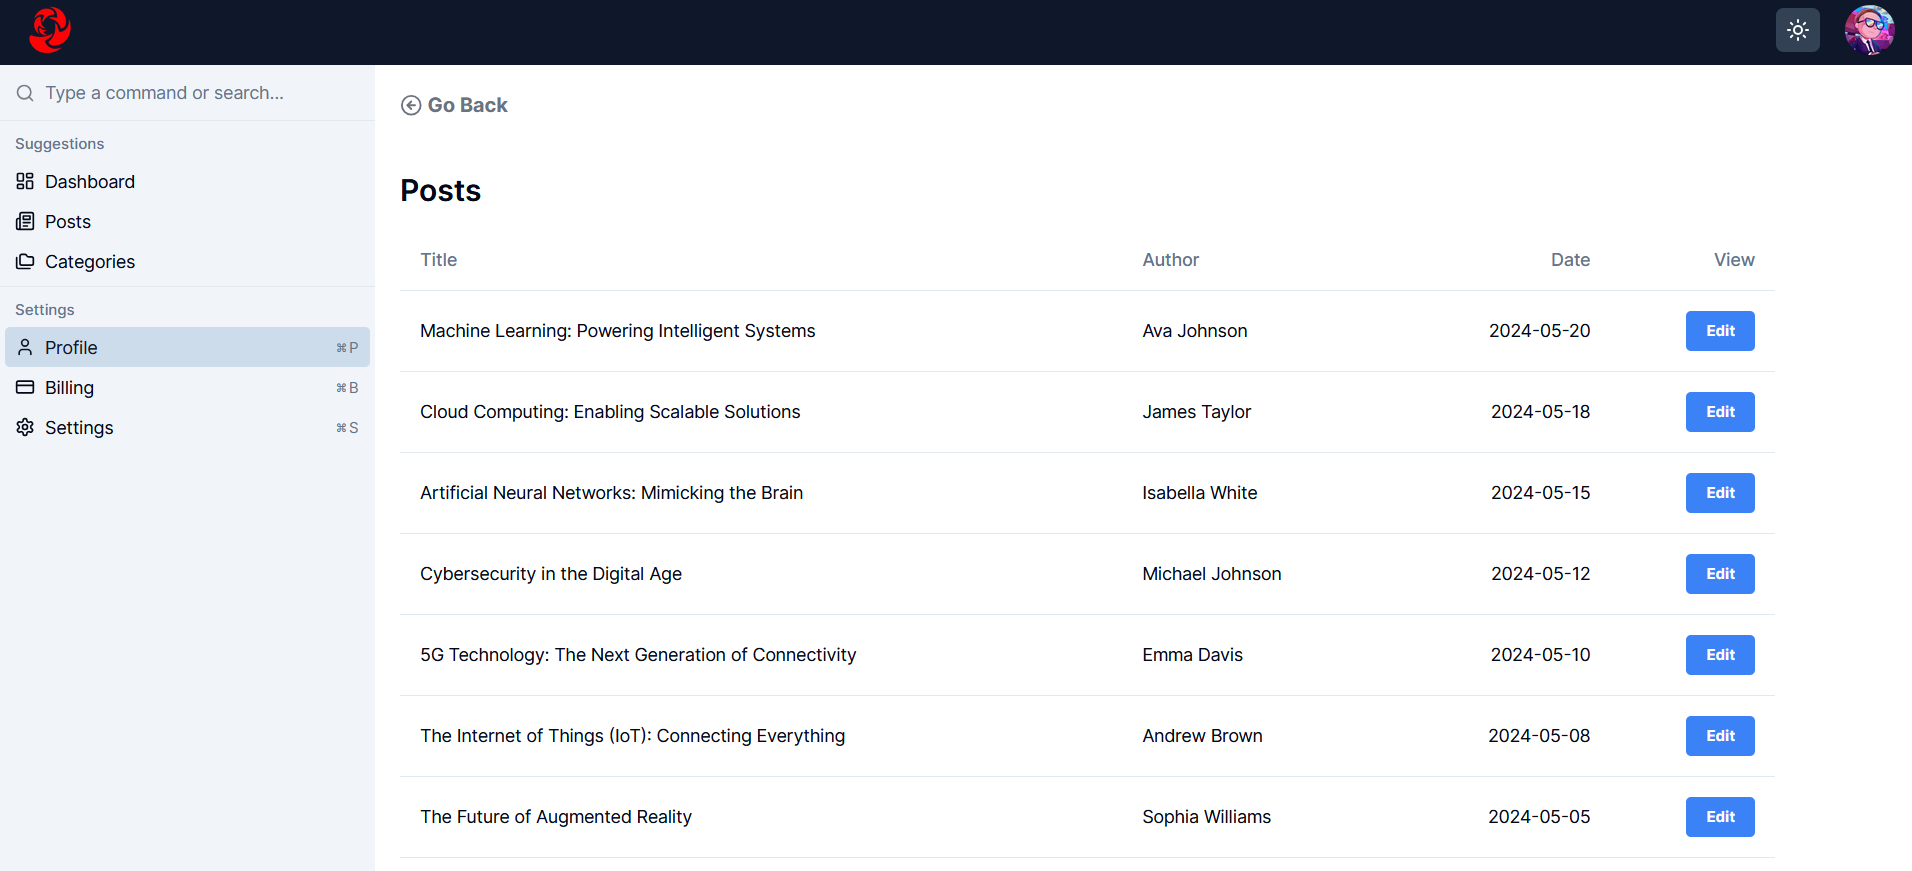 Type a command or search...
Suggestions
Dashboard
Posts
Categories
Settings
Profile ⌘P
Billing ⌘B
Settings ⌘S
Go Back
Posts
Title Author Date View
Machine Learning: Powering Intelligent Systems Ava Johnson 2024-05-20 Edit
Cloud Computing: Enabling Scalable Solutions James Taylor 2024-05-18 Edit
Artificial Neural Networks: Mimicking the Brain Isabella White 2024-05-15 Edit
Cybersecurity in the Digital Age Michael Johnson 2024-05-12 Edit
5G Technology: The Next Generation of Connectivity Emma Davis 2024-05-10 Edit
The Internet of Things (IoT): Connecting Everything Andrew Brown 2024-05-08 Edit
The Future of Augmented Reality Sophia Williams 2024-05-05 Edit